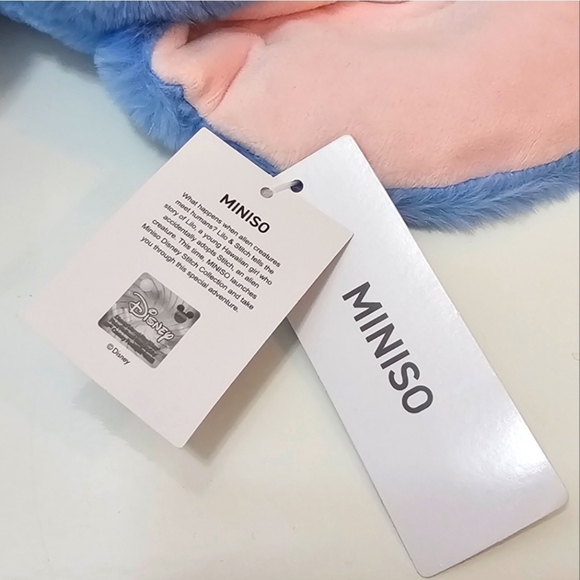 MINISO
What happens when alien creatures
meet humans? Lilo & Stitch tells the
story of Lilo, a young Hawaiian girl who
accidentally adopts Stitch, an alien
creature. This time, MINISO launches
Miniso Disney Stitch Collection and take
you through this special adventure.
Disney
© Disney
MINISO